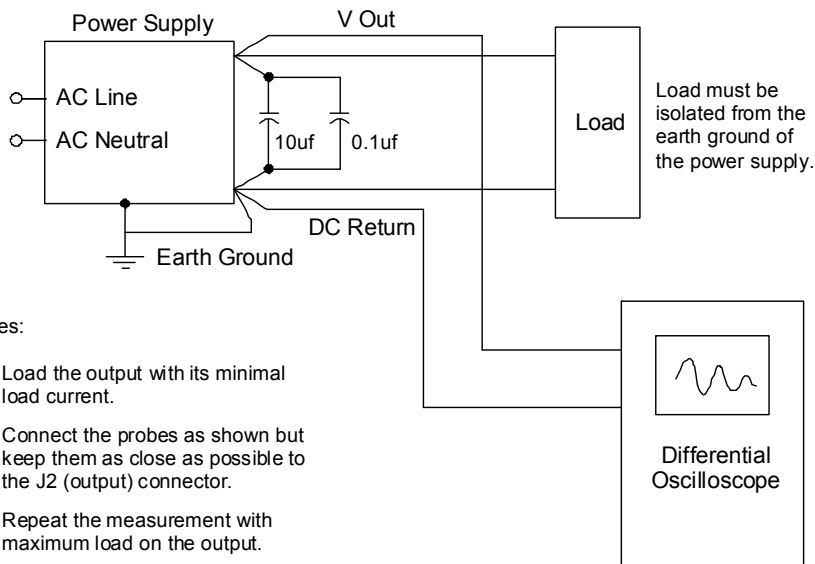 Power Supply
V Out
AC Line
AC Neutral
10uf
0.1uf
Load
Load must be
isolated from the
earth ground of
the power supply.
DC Return
Earth Ground
es:
Load the output with its minimal
load current.
Connect the probes as shown but
keep them as close as possible to
the J2 (output) connector.
Repeat the measurement with
maximum load on the output.
Differential
Oscilloscope